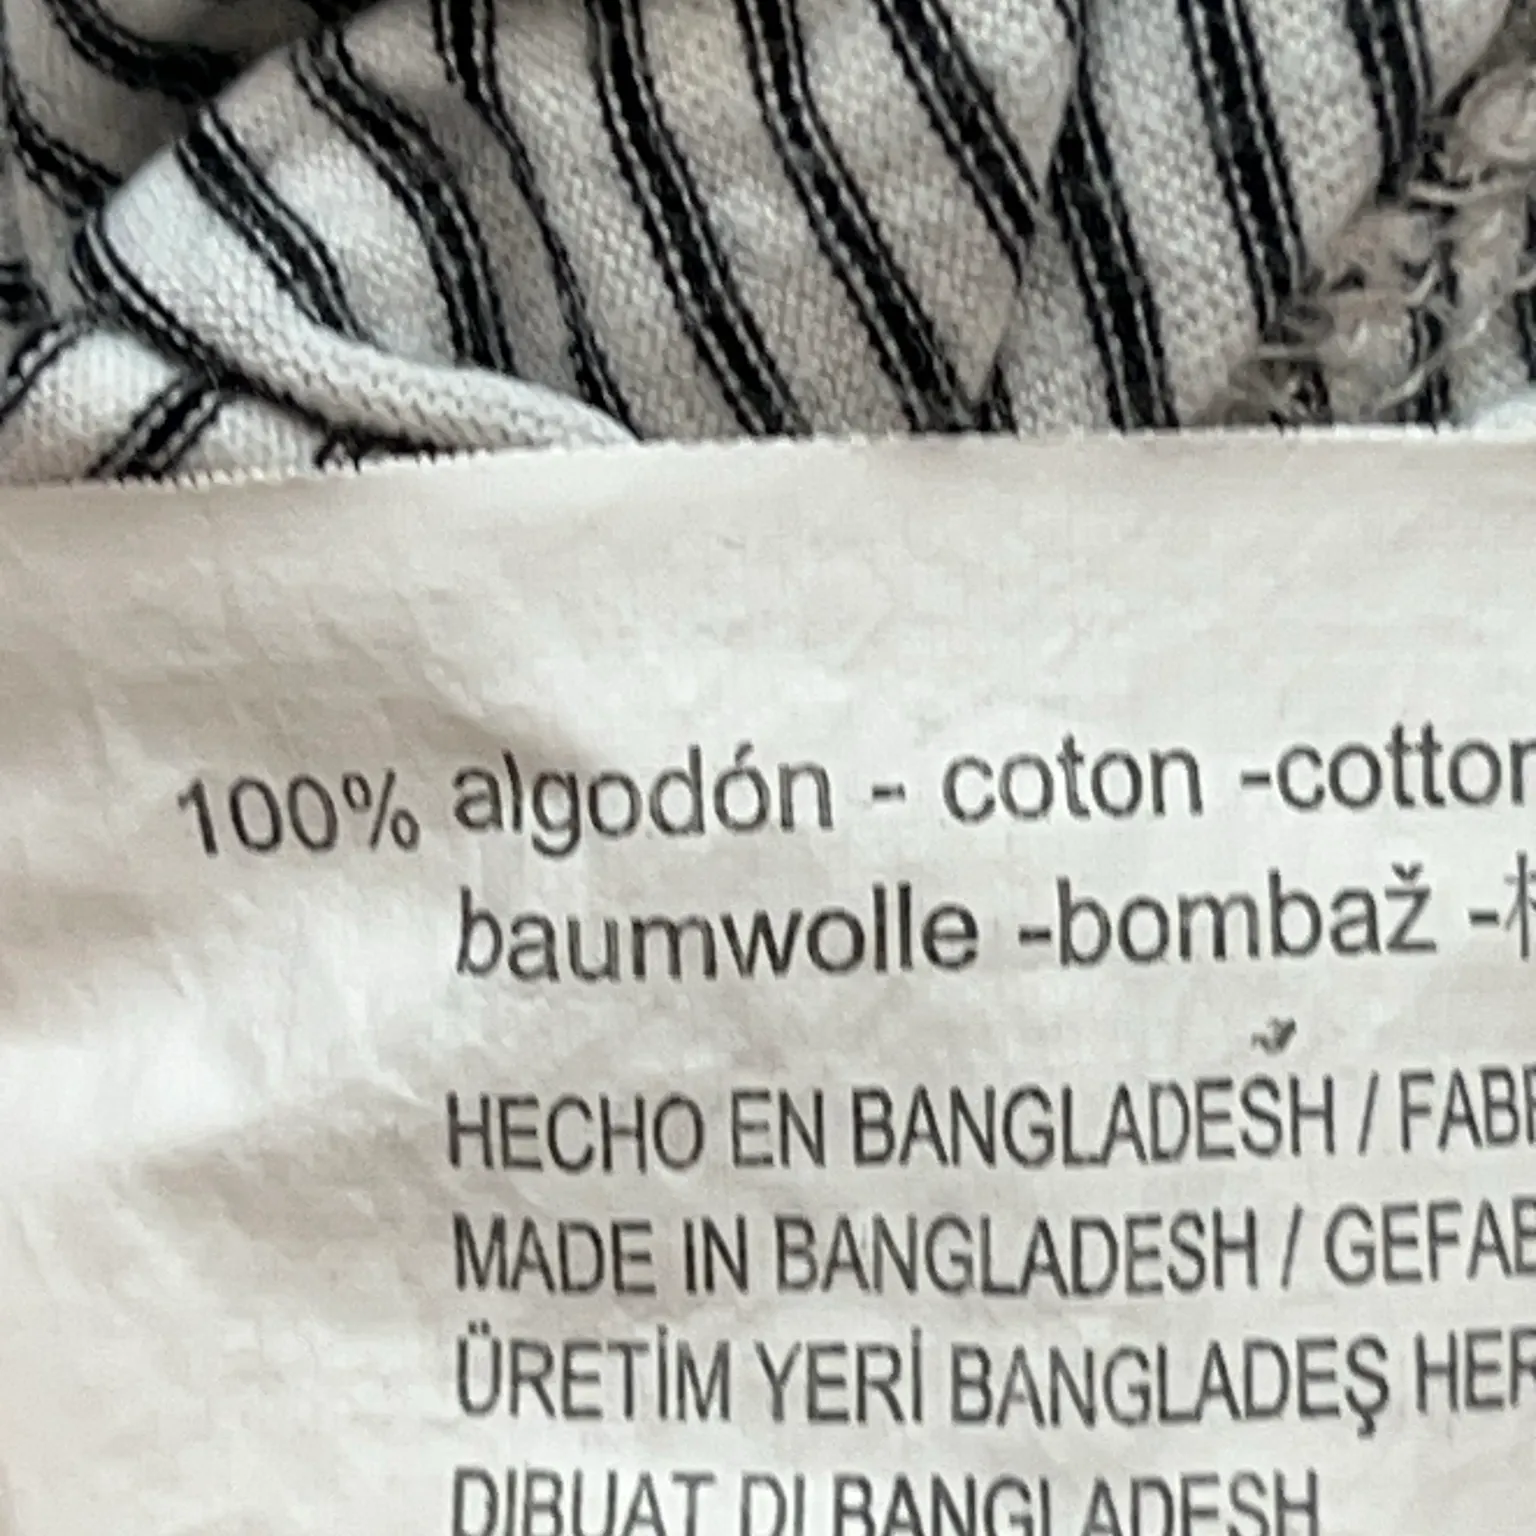 100% algodón - coton -cotton
baumwolle -bombaž -
HECHO EN BANGLADESH / FAB
MADE IN BANGLADESH / GEFAB
ÜRETİM YERİ BANGLADEŞ HER
DIBUAT DI BANGLADESH